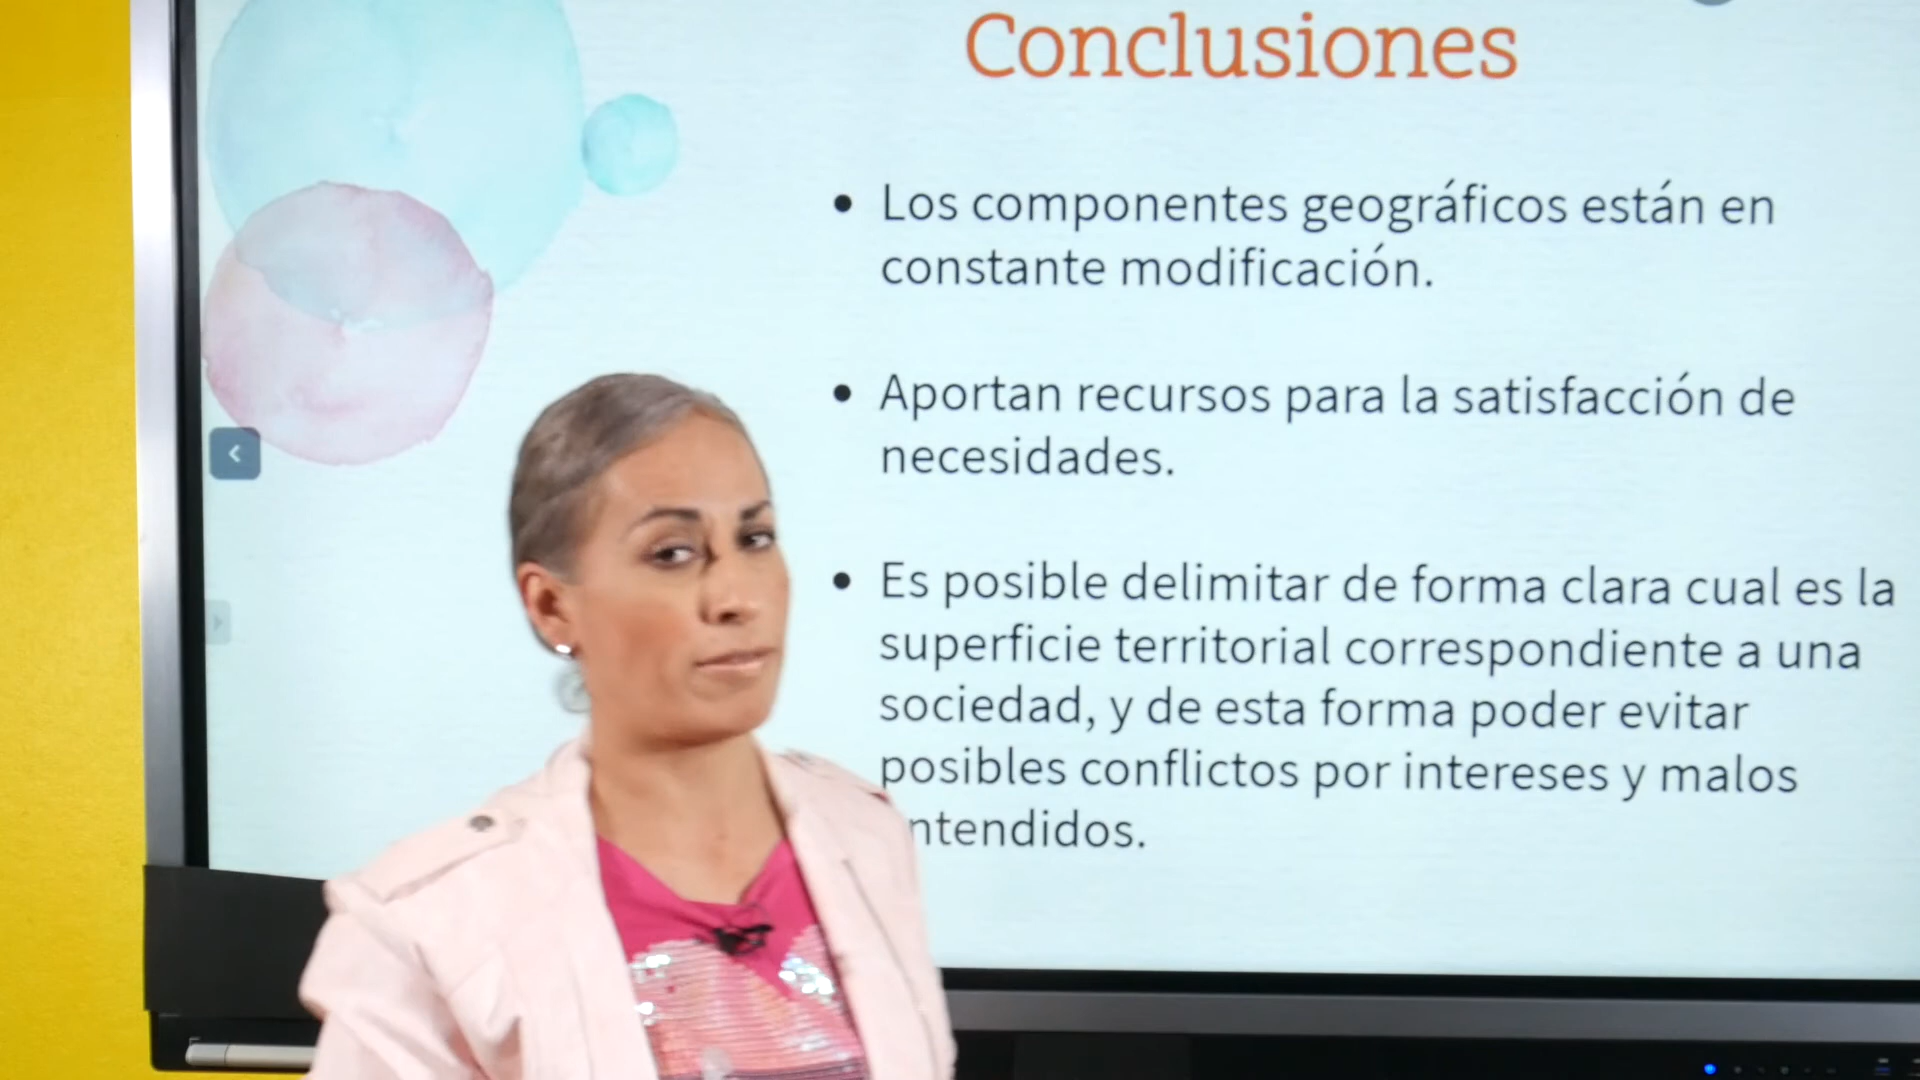 Conclusiones
• Los componentes geográficos están en
constante modificación.
• Aportan recursos para la satisfacción de
necesidades.
• Es posible delimitar de forma clara cual es la
superficie territorial correspondiente a una
sociedad, y de esta forma poder evitar
posibles conflictos por intereses y malos
ntendidos.